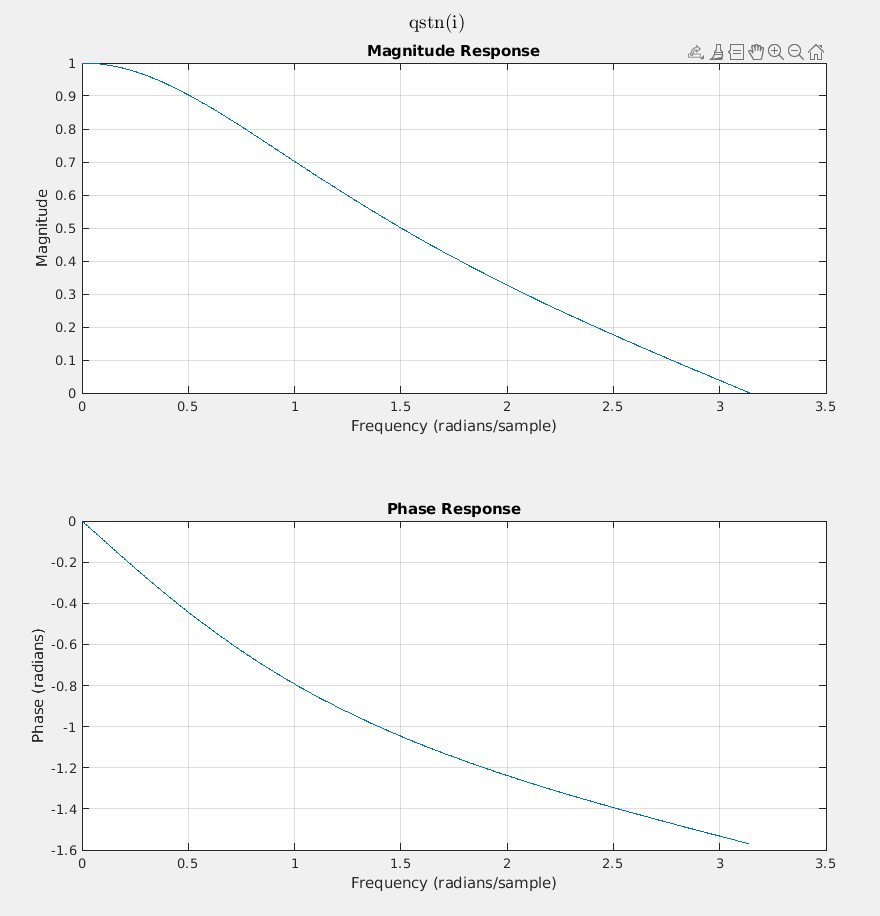 qstn(i)
Magnitude Response
1
0.9
0.8
0.7
0.6
0.5
0.4
0.3
0.2
0.1
0
Magnitude
0 0.5 1 1.5 2 2.5 3 3.5
Frequency (radians/sample)
Phase Response
0
-0.2
-0.4
-0.6
-0.8
-1
-1.2
-1.4
-1.6
Phase (radians)
0 0.5 1 1.5 2 2.5 3 3.5
Frequency (radians/sample)